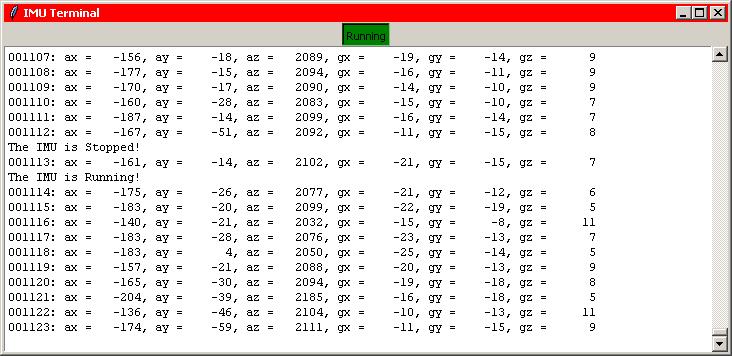 IMU Terminal
Running
001107: ax =   -156, ay =    -18, az =   2089, gx =    -19, gy =    -14, gz =      9
001108: ax =   -177, ay =    -15, az =   2094, gx =    -16, gy =    -11, gz =      9
001109: ax =   -170, ay =    -17, az =   2090, gx =    -14, gy =    -10, gz =      9
001110: ax =   -160, ay =    -28, az =   2083, gx =    -15, gy =    -10, gz =      7
001111: ax =   -187, ay =    -14, az =   2099, gx =    -16, gy =    -14, gz =      7
001112: ax =   -167, ay =    -51, az =   2092, gx =    -11, gy =    -15, gz =      8
The IMU is Stopped!
001113: ax =   -161, ay =    -14, az =   2102, gx =    -21, gy =    -15, gz =      7
The IMU is Running!
001114: ax =   -175, ay =    -26, az =   2077, gx =    -21, gy =    -12, gz =      6
001115: ax =   -183, ay =    -20, az =   2099, gx =    -22, gy =    -19, gz =      5
001116: ax =   -140, ay =    -21, az =   2032, gx =    -15, gy =     -8, gz =     11
001117: ax =   -183, ay =    -28, az =   2076, gx =    -23, gy =    -13, gz =      7
001118: ax =   -183, ay =      4, az =   2050, gx =    -25, gy =    -14, gz =      5
001119: ax =   -157, ay =    -21, az =   2088, gx =    -20, gy =    -13, gz =      9
001120: ax =   -165, ay =    -30, az =   2094, gx =    -19, gy =    -18, gz =      8
001121: ax =   -204, ay =    -39, az =   2185, gx =    -16, gy =    -18, gz =      5
001122: ax =   -136, ay =    -46, az =   2104, gx =    -10, gy =    -13, gz =     11
001123: ax =   -174, ay =    -59, az =   2111, gx =    -11, gy =    -15, gz =      9